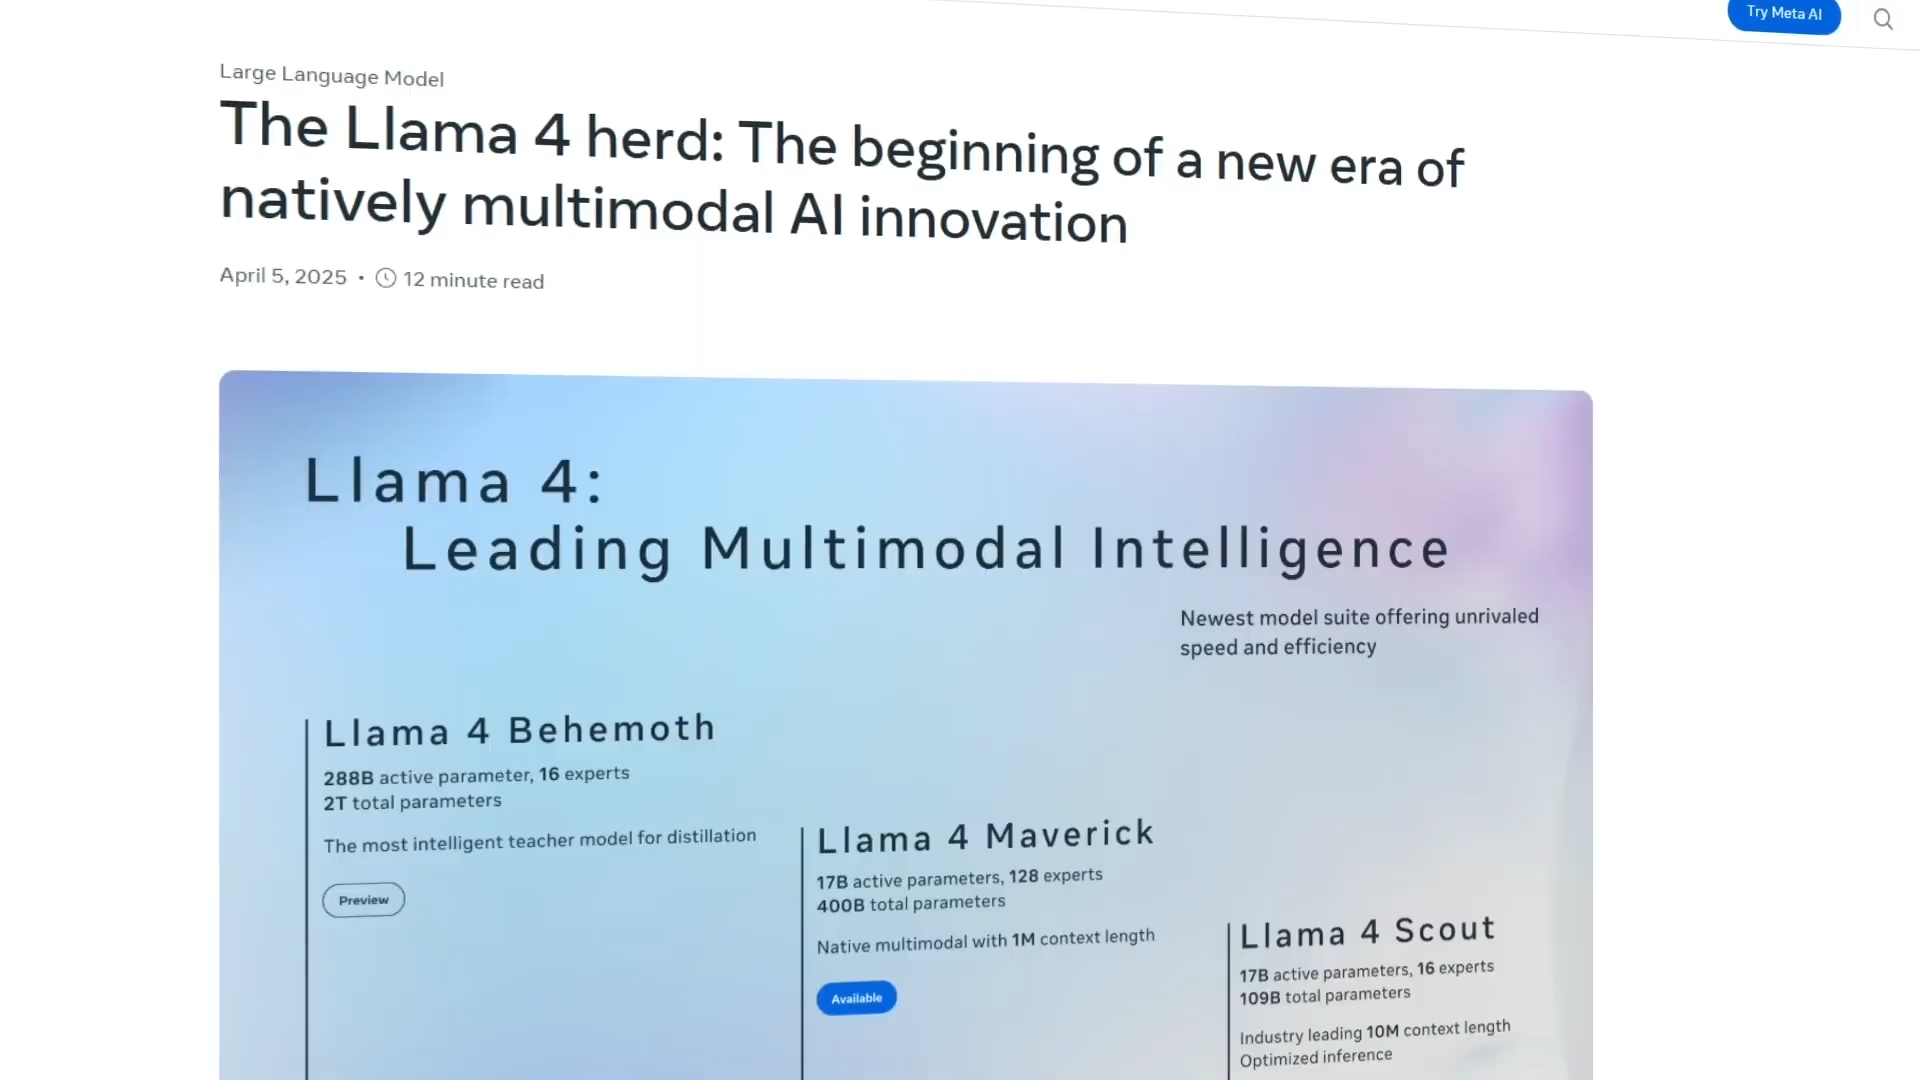 Try Meta AI
Large Language Model
The Llama 4 herd: The beginning of a new era of
natively multimodal AI innovation
April 5, 2025 • 12 minute read
Llama 4:
Leading Multimodal Intelligence
Newest model suite offering unrivaled
speed and efficiency
Llama 4 Behemoth
288B active parameter, 16 experts
2T total parameters
The most intelligent teacher model for distillation
Preview
Llama 4 Maverick
17B active parameters, 128 experts
400B total parameters
Native multimodal with 1M context length
Available
Llama 4 Scout
17B active parameters, 16 experts
109B total parameters
Industry leading 10M context length
Optimized inference